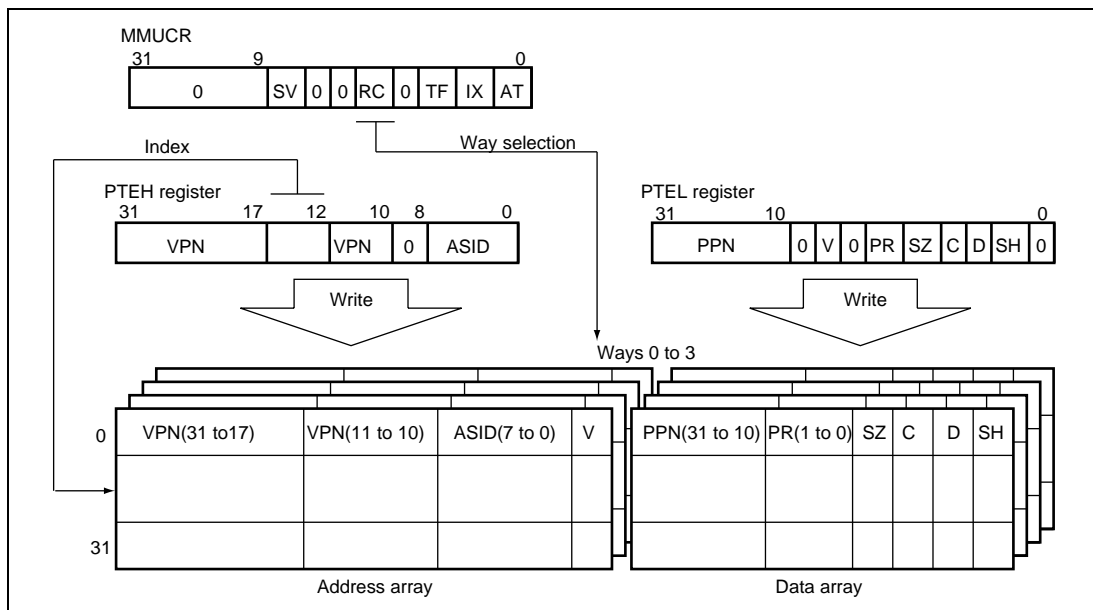 MMUCR
31 9 0
0 SV 0 0 RC 0 TF IX AT
Index
Way selection
PTEH register
31 17 12 10 8 0
VPN VPN 0 ASID
PTEL register
31 10 0
PPN 0 V 0 PR SZ C D SH 0
Write
Write
Ways 0 to 3
0 VPN(31 to17) VPN(11 to 10) ASID(7 to 0) V
PPN(31 to 10) PR(1 to 0) SZ C D SH
31
Address array
Data array